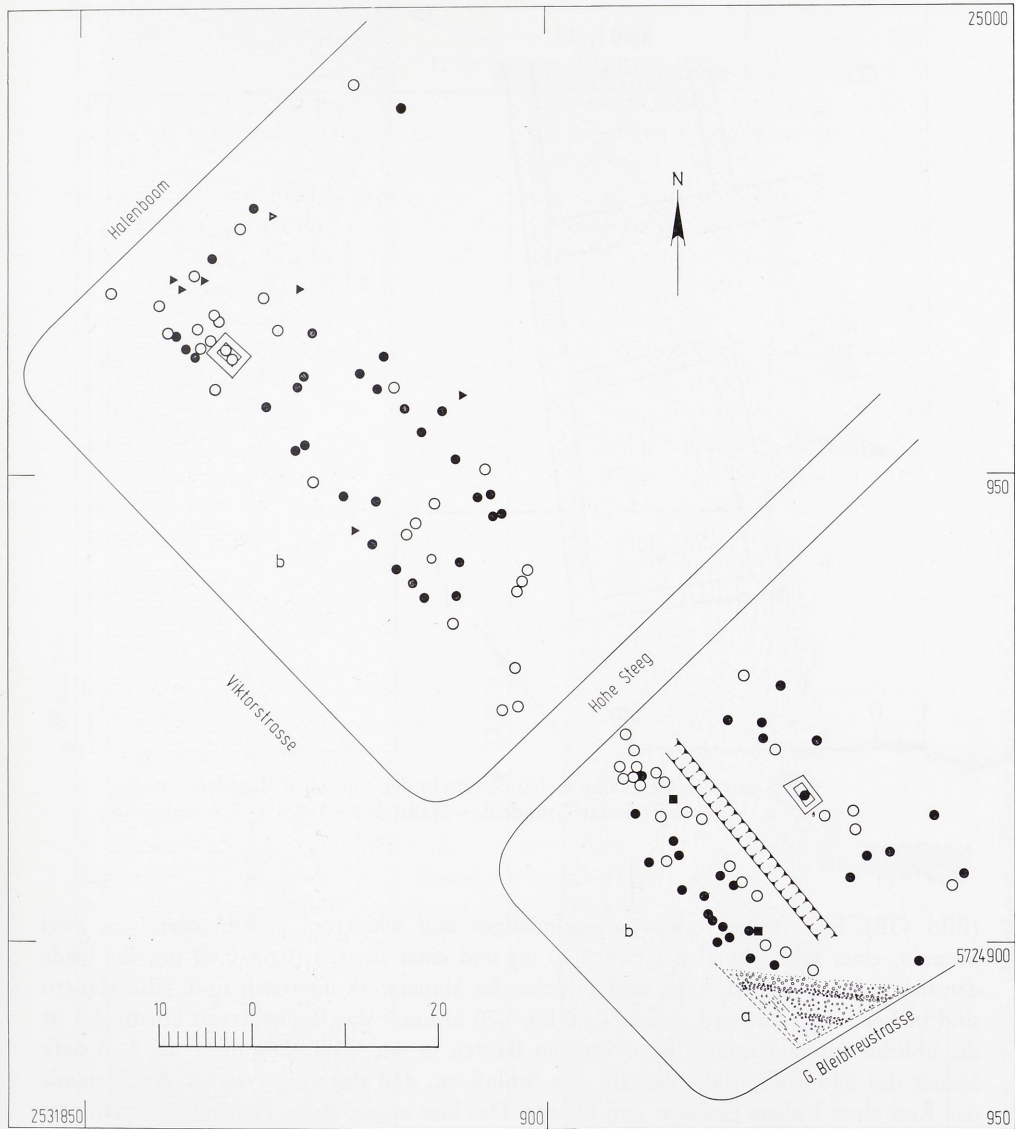 25000
Halenboom
N
950
b
Viktorstrasse
Hohe Steeg
b
5724900
a
G. Bleibtreustrasse
10 0 20
2531850
900
950